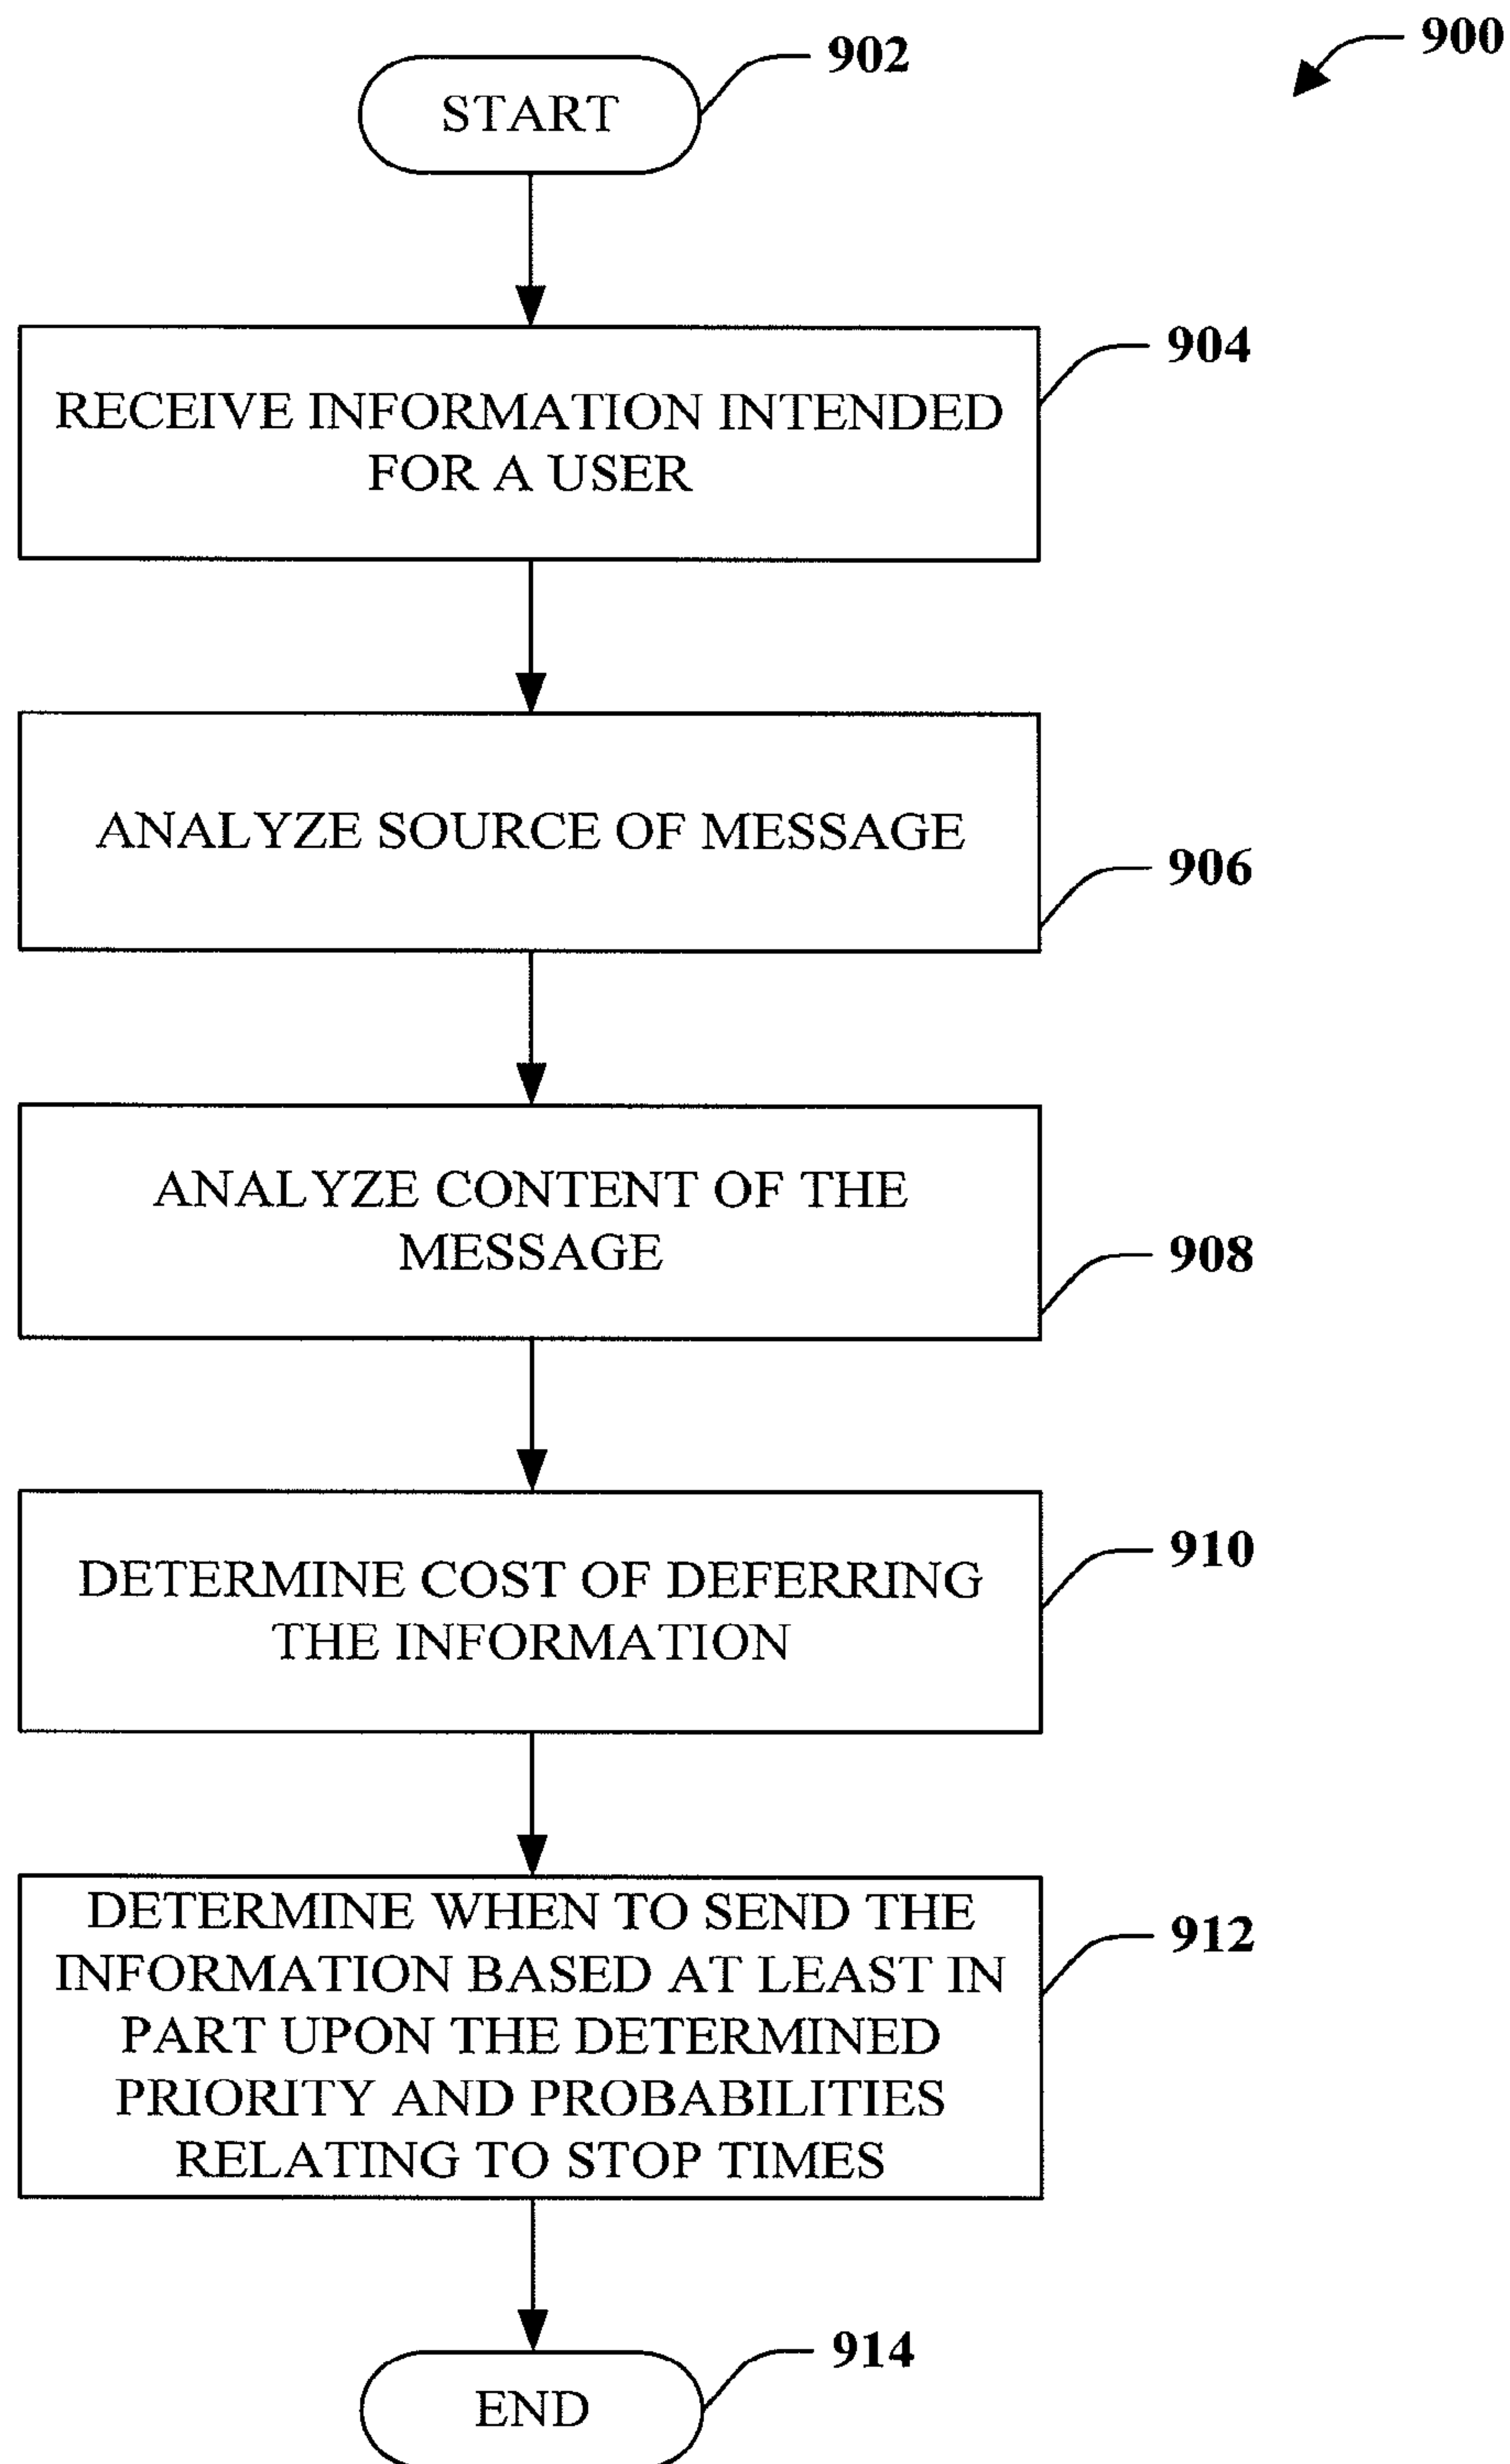 900
START
902
RECEIVE INFORMATION INTENDED
FOR A USER
904
ANALYZE SOURCE OF MESSAGE
906
ANALYZE CONTENT OF THE
MESSAGE
908
DETERMINE COST OF DEFERRING
THE INFORMATION
910
DETERMINE WHEN TO SEND THE
INFORMATION BASED AT LEAST IN
PART UPON THE DETERMINED
PRIORITY AND PROBABILITIES
RELATING TO STOP TIMES
912
END
914